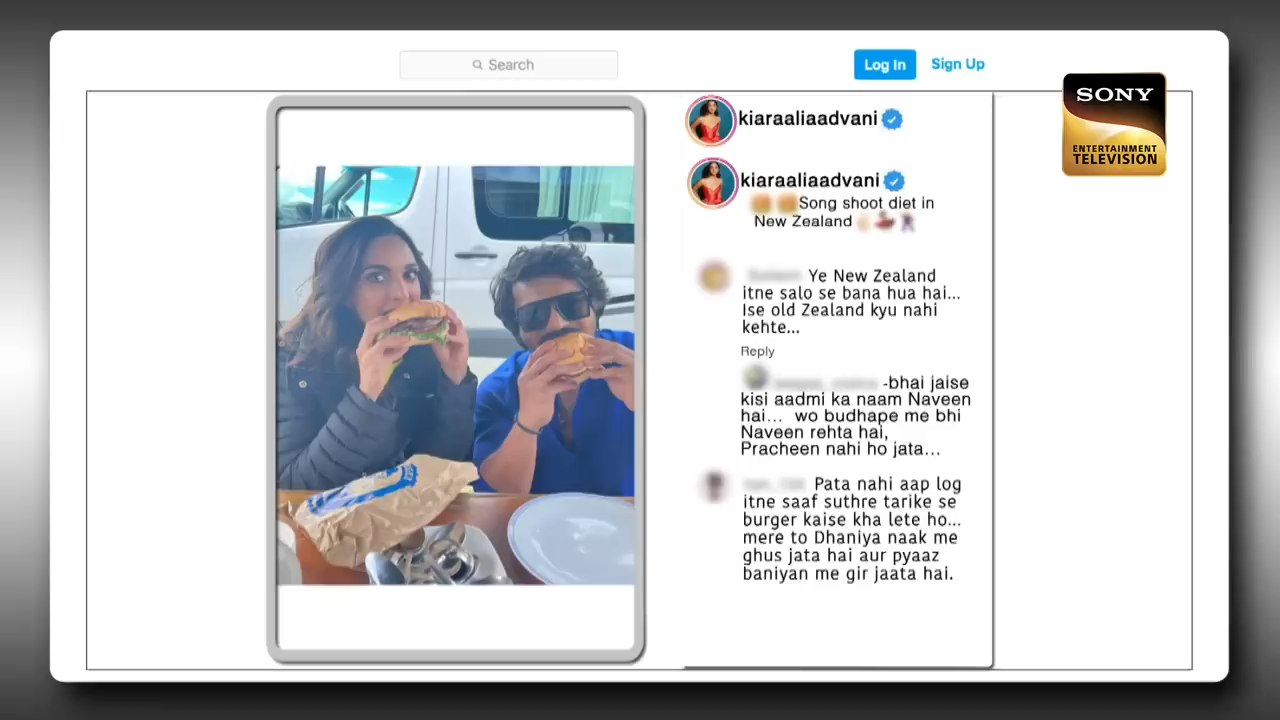 Search
Log In
Sign Up
SONY
ENTERTAINMENT
TELEVISION
kiaraaliaadvani
kiaraaliaadvani
Song shoot diet in
New Zealand
Ye New Zealand
itne salo se bana hua hai...
Ise old Zealand kyu nahi
kehte...
Reply
-bhai jaise
kisi aadmi ka naam Naveen
hai... wo budhape me bhi
Naveen rehta hai,
Pracheen nahi ho jata...
Pata nahi aap log
itne saaf suthre tarike se
burger kaise kha lete ho...
mere to Dhaniya naak me
ghus jata hai aur pyaaz
baniyan me gir jaata hai.